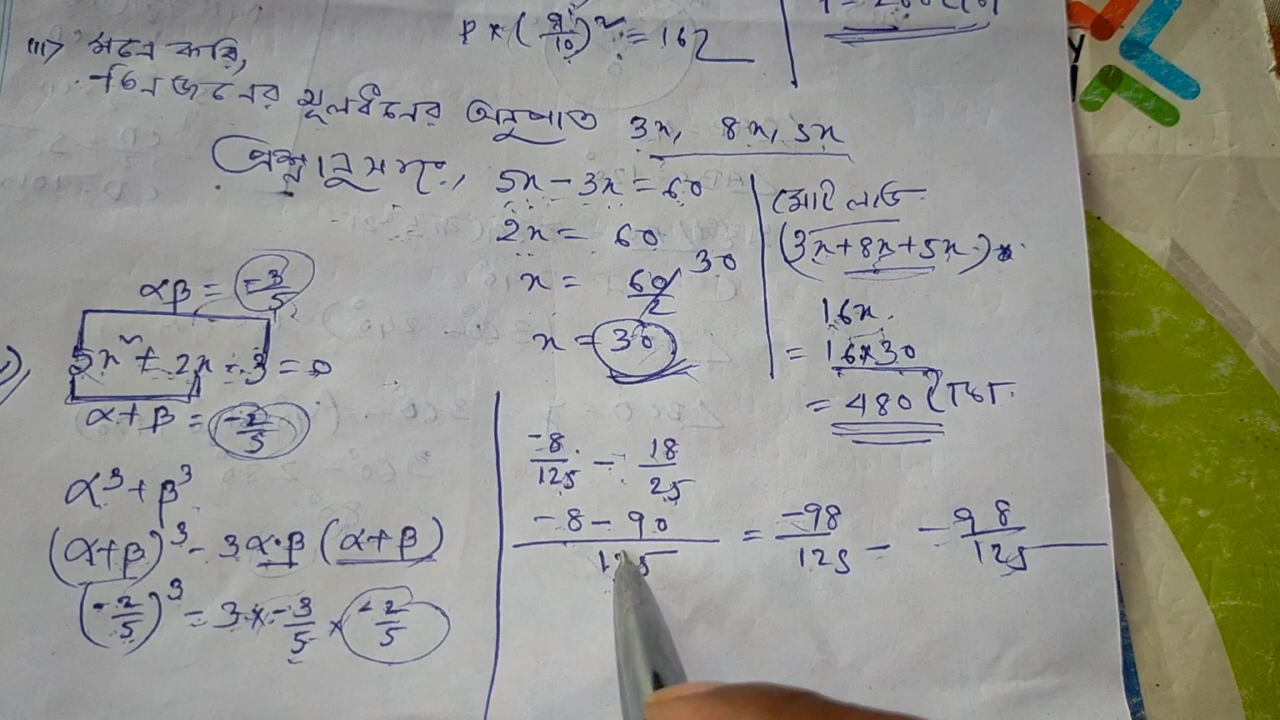 P × (9/10)² = 162
iii) মনে করি,
তিনজনের মূলধনের অনুপাত 3x, 8x, 5x
প্রশ্নানুসারে,
5x - 3x = 60
2x = 60
x = 60/2 30
x = 30
মোট লাভ
(3x+8x+5x)
16x.
= 16×30
= 480 টাকা.
αβ = -3/5
5x² + 2x - 3 = 0
α+β = -2/5
α³+β³
(α+β)³ - 3α·β (α+β)
(-2/5)³ - 3× -3/5 × -2/5
-8/125 - 18/25
-8-90/125 = -98/125 - -98/125